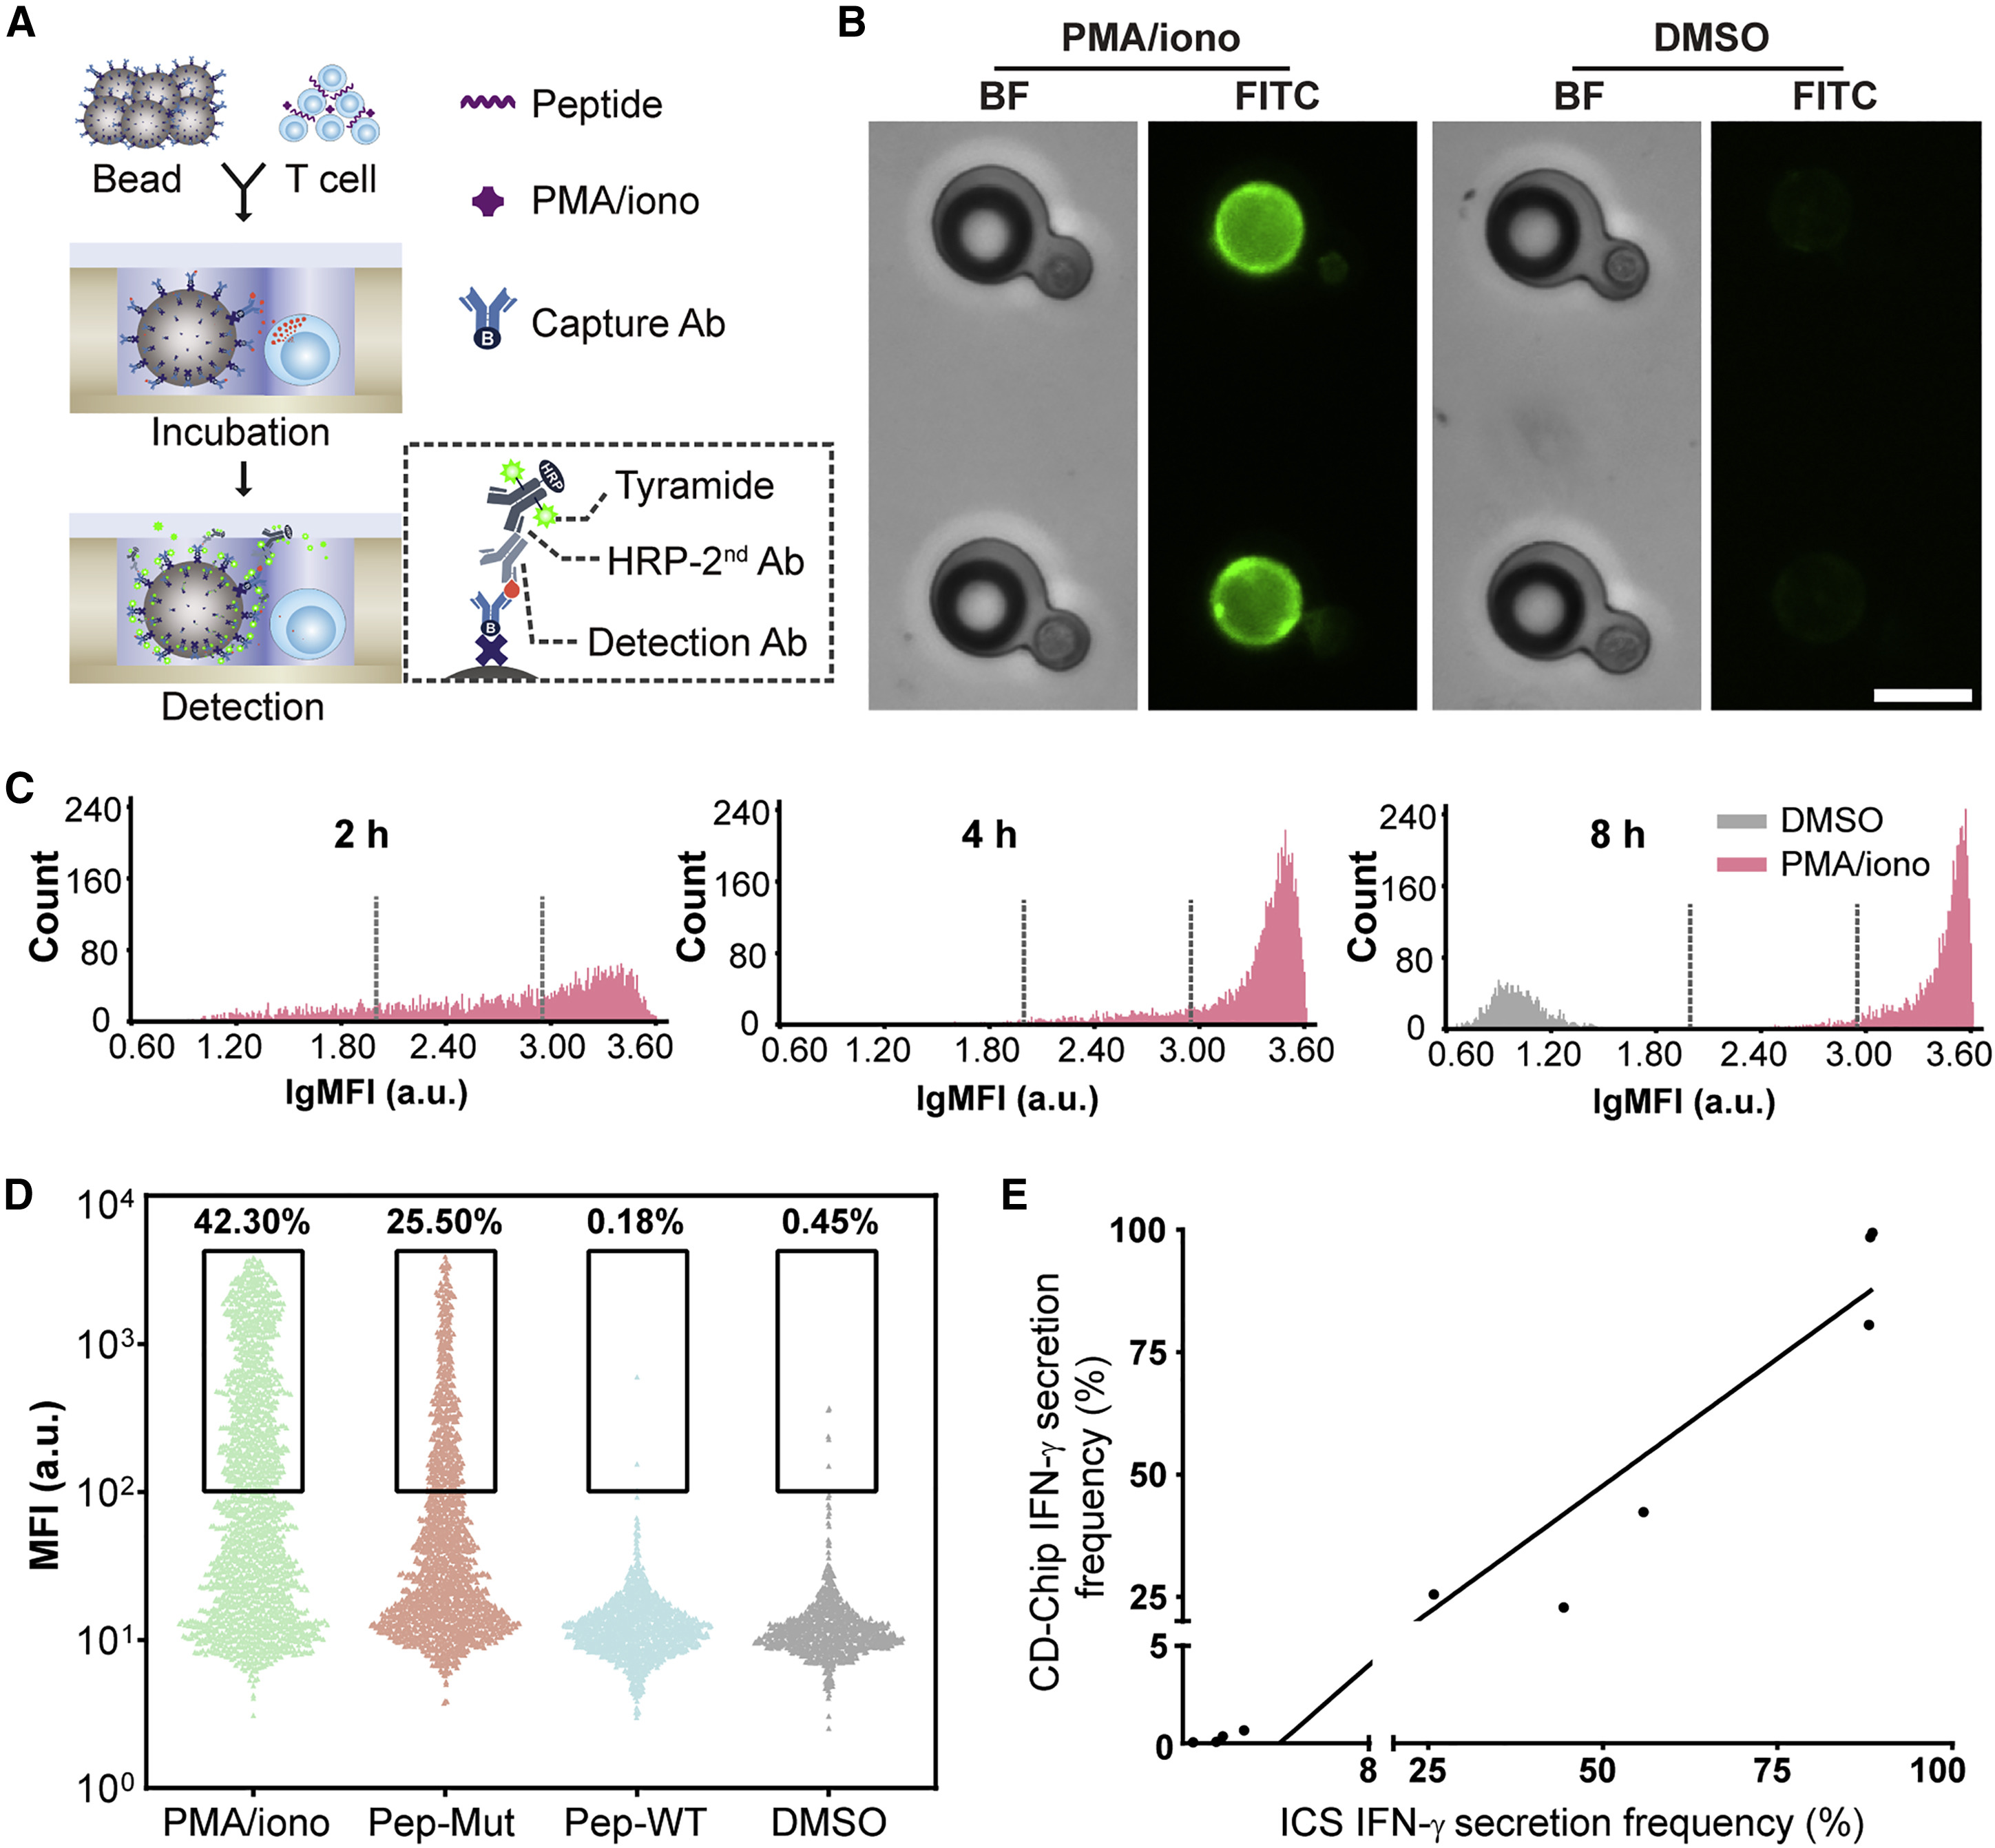 A
Bead
T cell
Peptide
PMA/iono
B
Capture Ab
Incubation
HRP
Tyramide
HRP-2nd Ab
B
Detection Ab
Detection
B
PMA/iono
DMSO
BF
FITC
BF
FITC
C
Count
240
160
80
0
2 h
0.60 1.20 1.80 2.40 3.00 3.60
lgMFI (a.u.)
Count
240
160
80
0
4 h
0.60 1.20 1.80 2.40 3.00 3.60
lgMFI (a.u.)
Count
240
160
80
0
8 h
DMSO
PMA/iono
0.60 1.20 1.80 2.40 3.00 3.60
lgMFI (a.u.)
D
MFI (a.u.)
10⁴
10³
10²
10¹
10⁰
42.30% 25.50% 0.18% 0.45%
PMA/iono Pep-Mut Pep-WT DMSO
E
CD-Chip IFN-γ secretion
frequency (%)
100
75
50
25
5
0
8 25 50 75 100
ICS IFN-γ secretion frequency (%)